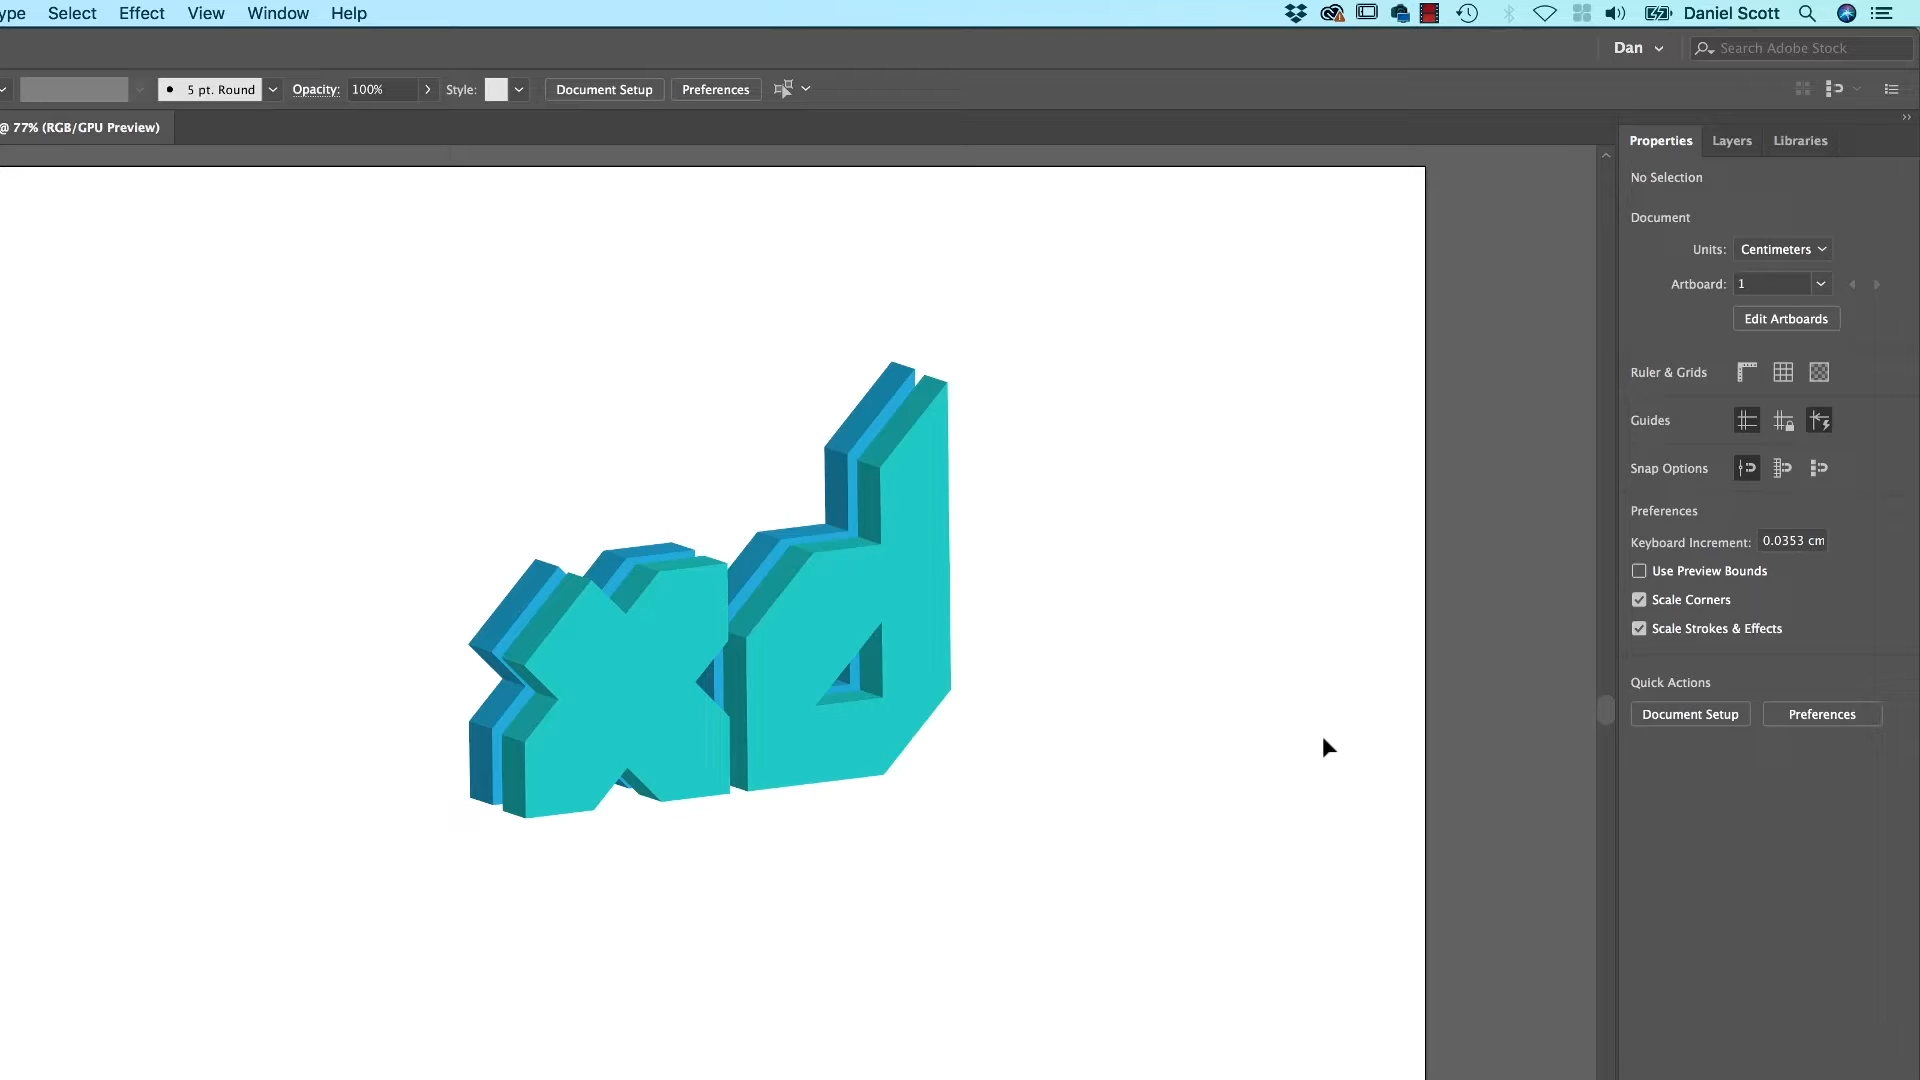 ype Select Effect View Window Help Daniel Scott
Dan Search Adobe Stock
5 pt. Round Opacity: 100% Style: Document Setup Preferences
@ 77% (RGB/GPU Preview)
Properties Layers Libraries
No Selection
Document
Units: Centimeters
Artboard: 1
Edit Artboards
Ruler & Grids
Guides
Snap Options
Preferences
Keyboard Increment: 0.0353 cm
Use Preview Bounds
Scale Corners
Scale Strokes & Effects
Quick Actions
Document Setup Preferences
xd